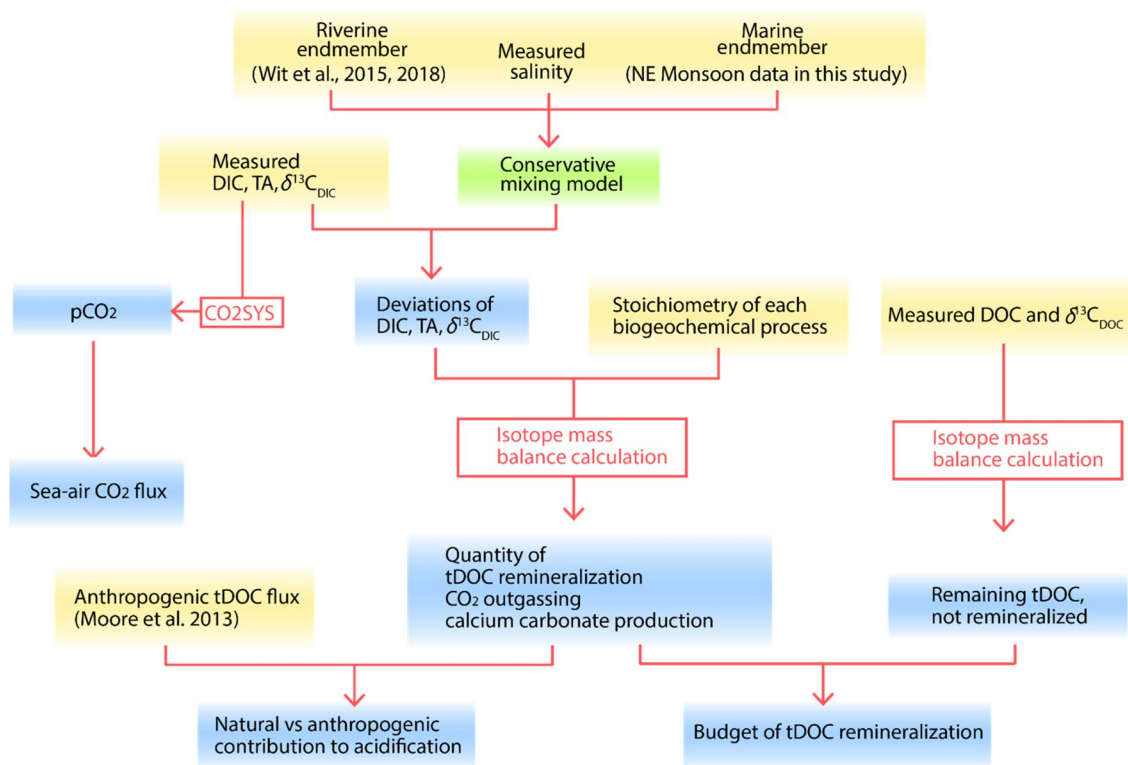 Riverine
endmember
(Wit et al., 2015, 2018)
Measured
salinity
Marine
endmember
(NE Monsoon data in this study)
Measured
DIC, TA, δ¹³C_DIC
Conservative
mixing model
pCO₂
CO2SYS
Deviations of
DIC, TA, δ¹³C_DIC
Stoichiometry of each
biogeochemical process
Measured DOC and δ¹³C_DOC
Isotope mass
balance calculation
Isotope mass
balance calculation
Sea-air CO₂ flux
Quantity of
tDOC remineralization
CO₂ outgassing
calcium carbonate production
Anthropogenic tDOC flux
(Moore et al. 2013)
Remaining tDOC,
not remineralized
Natural vs anthropogenic
contribution to acidification
Budget of tDOC remineralization